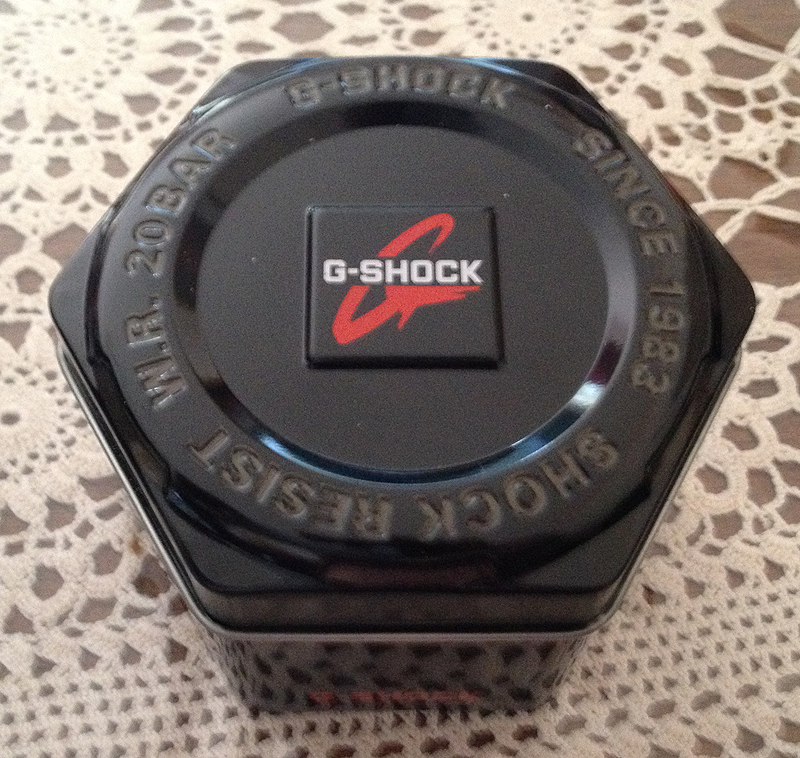 G-SHOCK
SINCE 1983
SHOCK RESIST
W.R. 20BAR
G-SHOCK